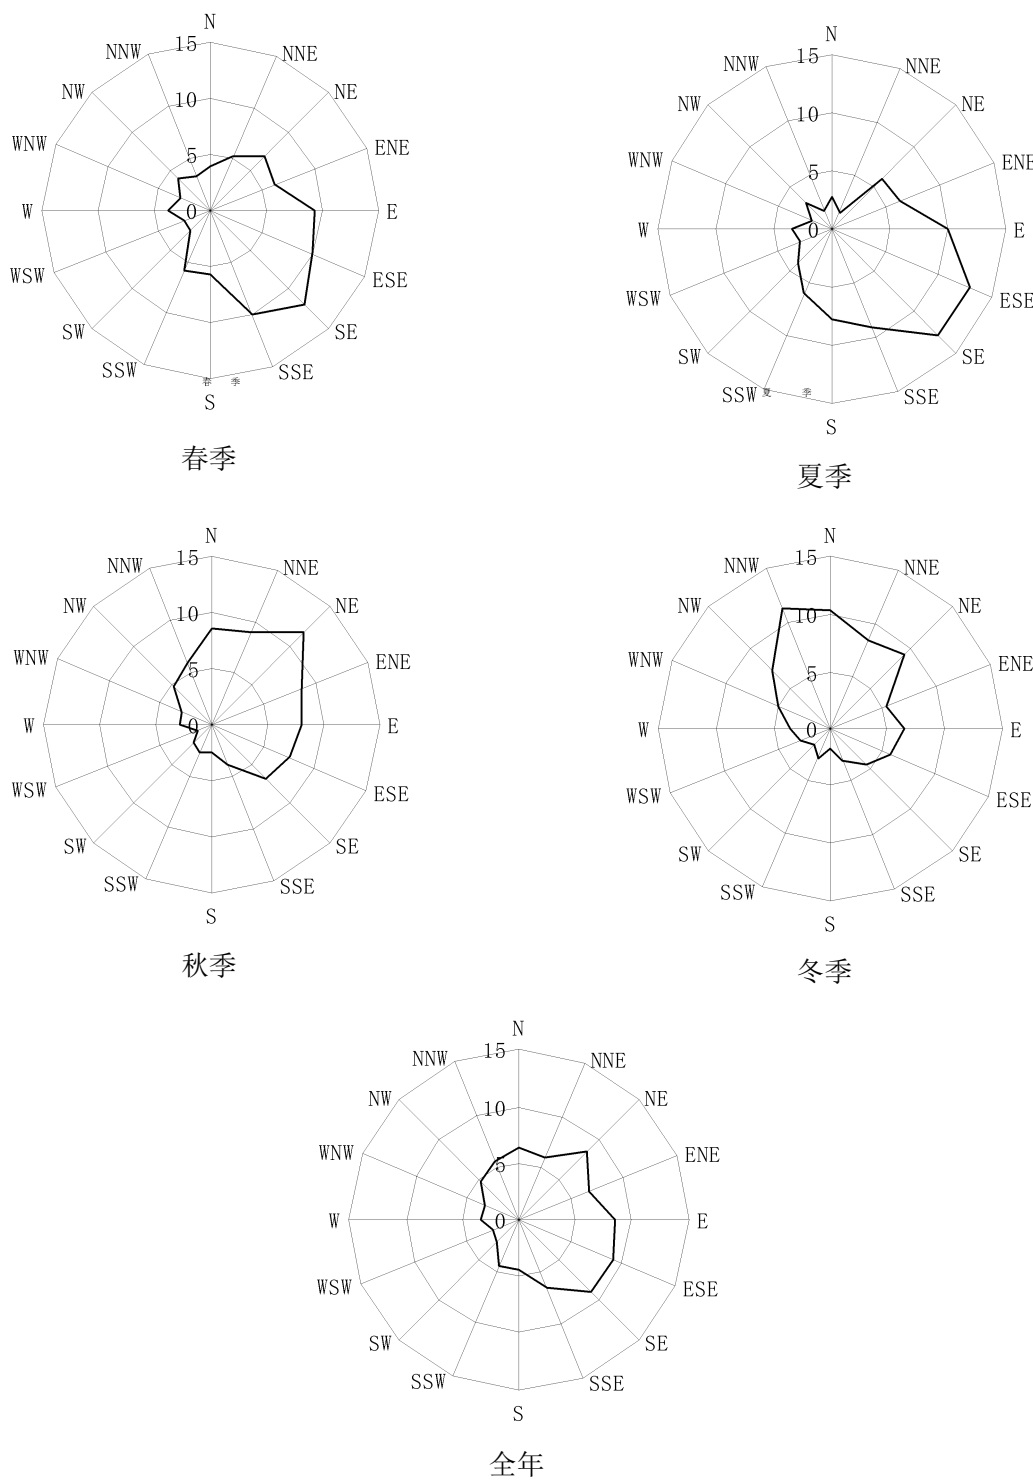 N
NNW 15 NNE
NW 10 NE
WNW 5 ENE
W 0 E
WSW ESE
SW SE
SSW SSE
春 季
S
春季
N
NNW 15 NNE
NW 10 NE
WNW 5 ENE
W 0 E
WSW ESE
SW SE
SSW 夏 季 SSE
S
夏季
N
NNW 15 NNE
NW 10 NE
WNW 5 ENE
W 0 E
WSW ESE
SW SE
SSW SSE
S
秋季
N
NNW 15 NNE
NW 10 NE
WNW 5 ENE
W 0 E
WSW ESE
SW SE
SSW SSE
S
冬季
N
NNW 15 NNE
NW 10 NE
WNW 5 ENE
W 0 E
WSW ESE
SW SE
SSW SSE
S
全年